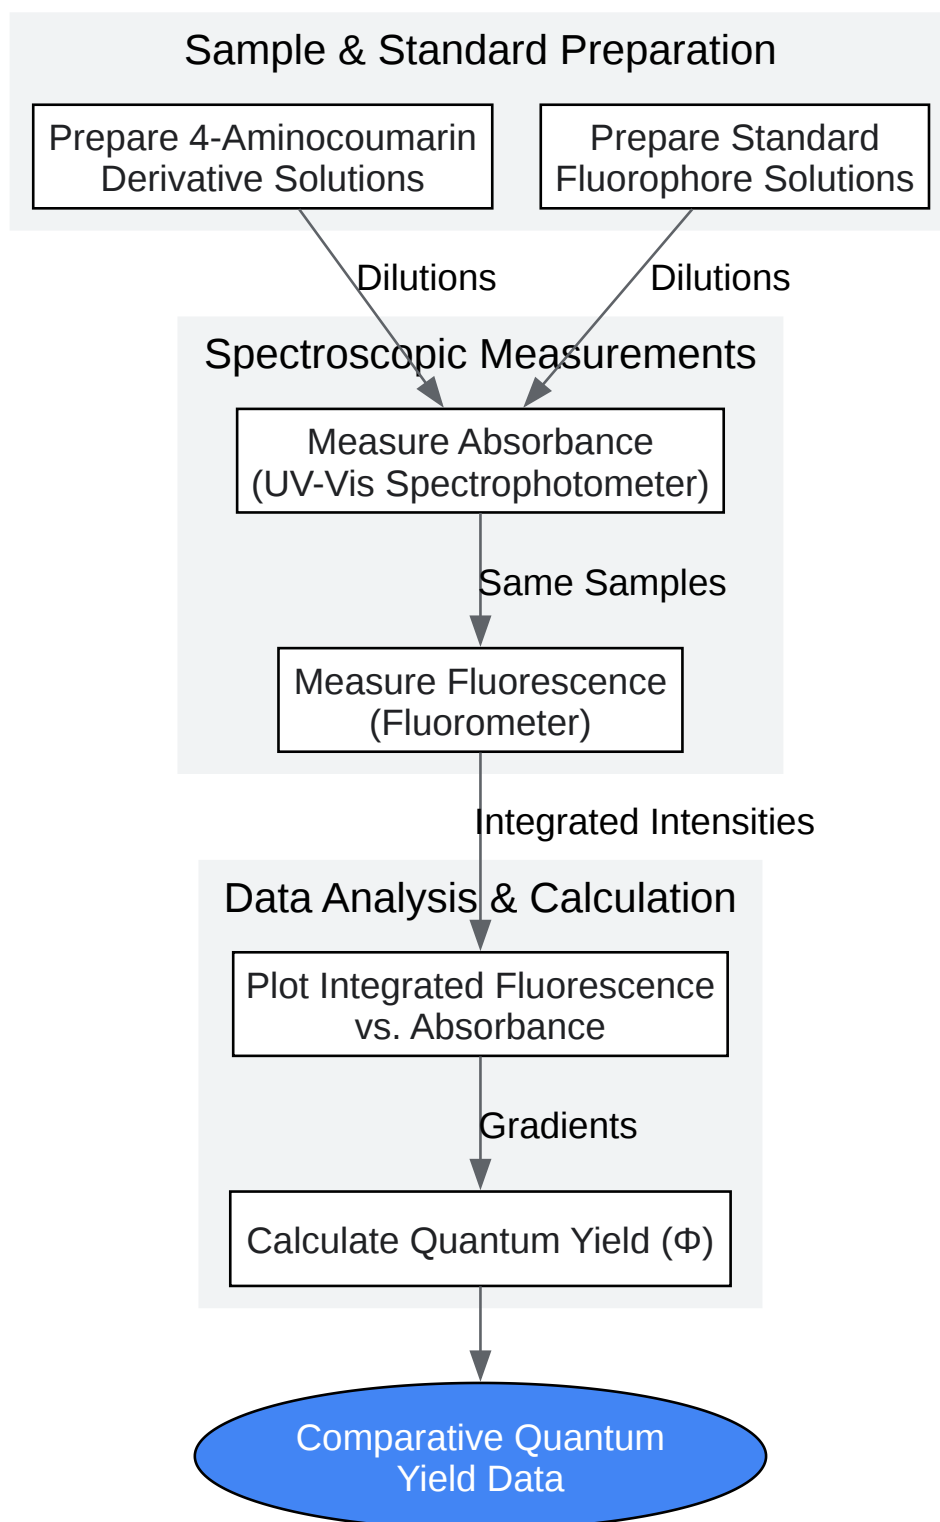 Sample & Standard Preparation
Prepare 4-Aminocoumarin
Derivative Solutions
Prepare Standard
Fluorophore Solutions
Dilutions
Dilutions
Spectroscopic Measurements
Measure Absorbance
(UV-Vis Spectrophotometer)
Same Samples
Measure Fluorescence
(Fluorometer)
Integrated Intensities
Data Analysis & Calculation
Plot Integrated Fluorescence
vs. Absorbance
Gradients
Calculate Quantum Yield (Φ)
Comparative Quantum
Yield Data